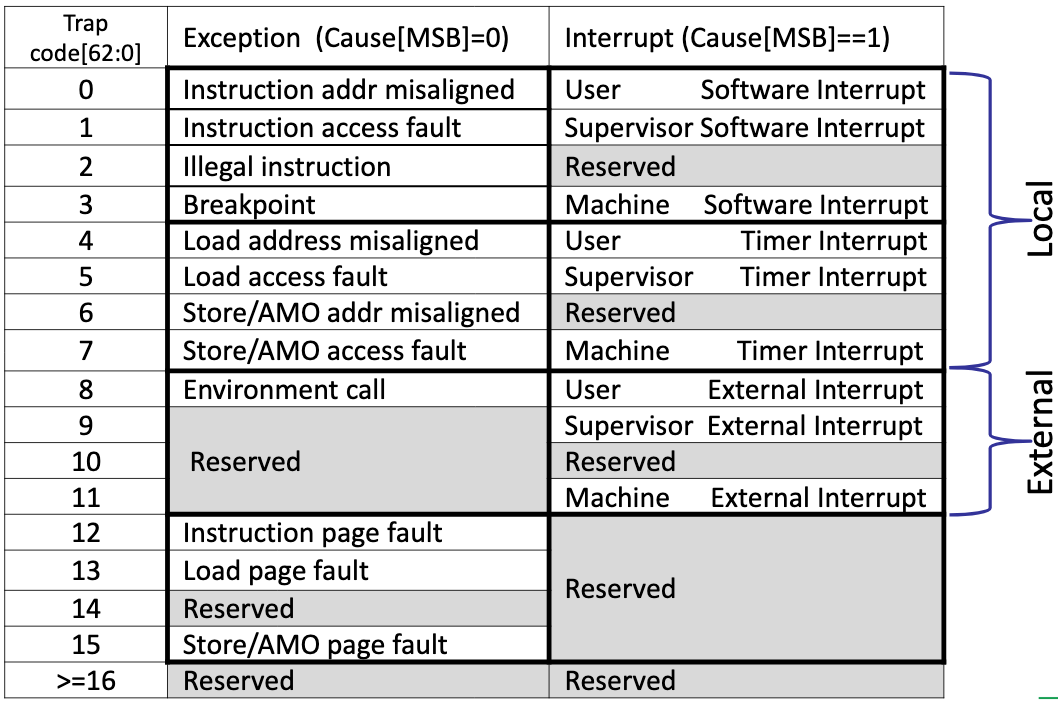 Trap
code[62:0]
Exception (Cause[MSB]=0)
Interrupt (Cause[MSB]==1)
0 Instruction addr misaligned User Software Interrupt
1 Instruction access fault Supervisor Software Interrupt
2 Illegal instruction Reserved
3 Breakpoint Machine Software Interrupt
4 Load address misaligned User Timer Interrupt
5 Load access fault Supervisor Timer Interrupt
6 Store/AMO addr misaligned Reserved
7 Store/AMO access fault Machine Timer Interrupt
8 Environment call User External Interrupt
9 Supervisor External Interrupt
10 Reserved Reserved
11 Machine External Interrupt
12 Instruction page fault
13 Load page fault
Reserved
14 Reserved
15 Store/AMO page fault
>=16 Reserved Reserved
Local
External